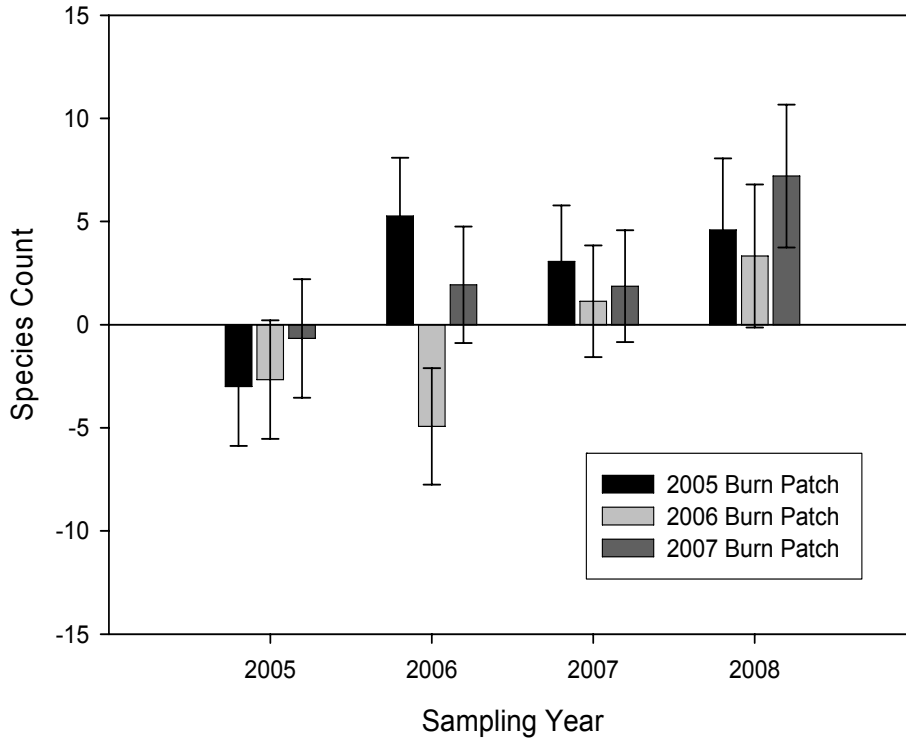 15
10
5
0
-5
-10
-15
Species Count
2005 Burn Patch
2006 Burn Patch
2007 Burn Patch
2005 2006 2007 2008
Sampling Year